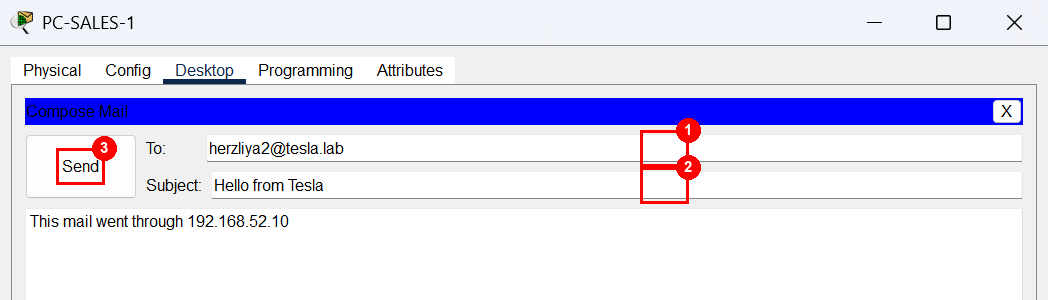 PC-SALES-1
Physical Config Desktop Programming Attributes
Compose Mail X
Send 3 To: herzliya2@tesla.lab 1
Subject: Hello from Tesla 2
This mail went through 192.168.52.10